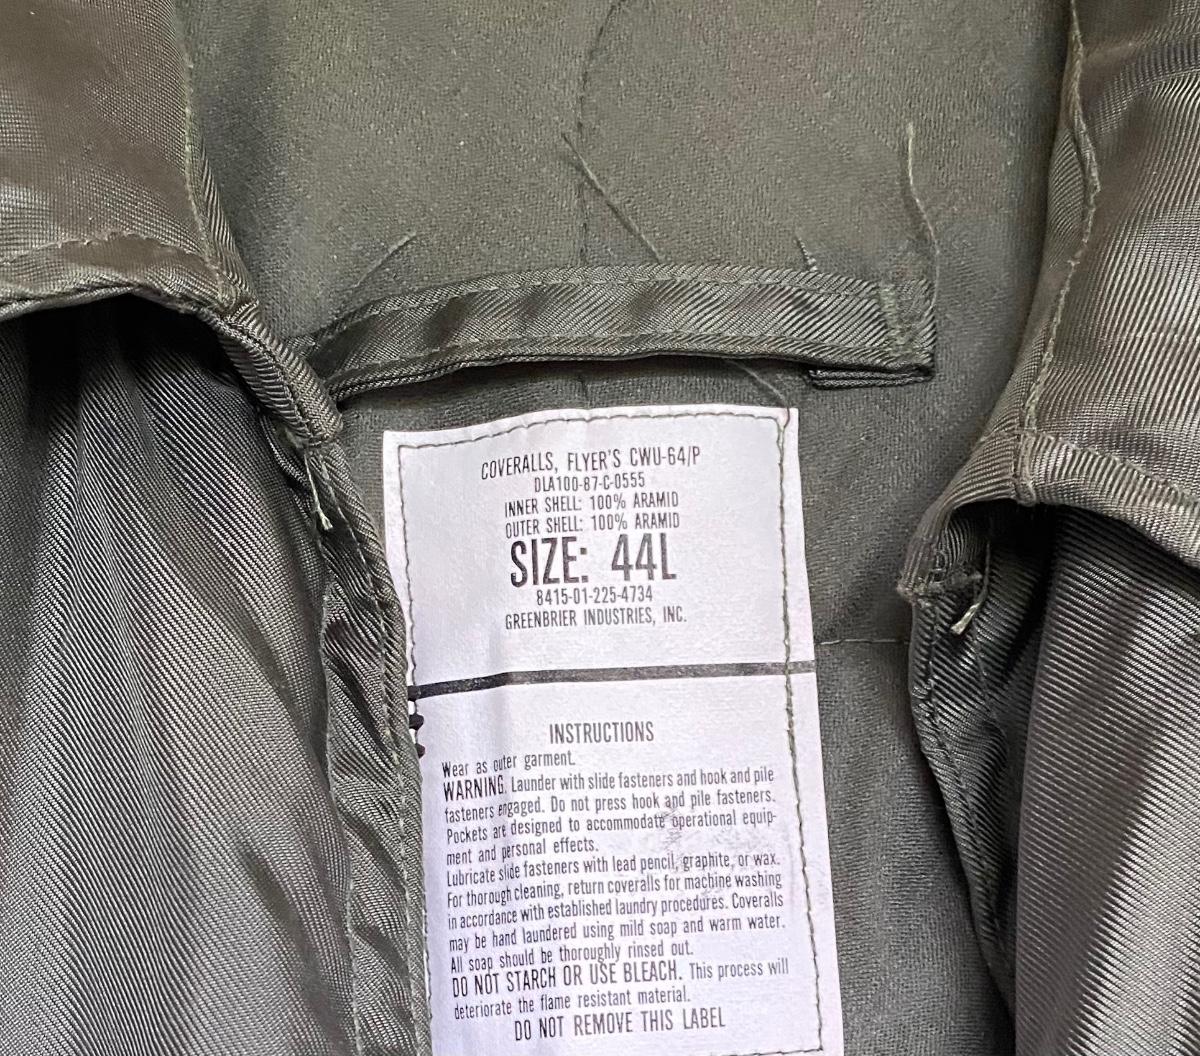 COVERALLS, FLYER'S CWU-64/P
DLA100-87-C-0555
INNER SHELL: 100% ARAMID
OUTER SHELL: 100% ARAMID
SIZE: 44L
8415-01-225-4734
GREENBRIER INDUSTRIES, INC.
INSTRUCTIONS
Wear as outer garment.
WARNING. Launder with slide fasteners and hook and pile
fasteners engaged. Do not press hook and pile fasteners.
Pockets are designed to accommodate operational equip-
ment and personal effects.
Lubricate slide fasteners with lead pencil, graphite, or wax.
For thorough cleaning, return coveralls for machine washing
in accordance with established laundry procedures. Coveralls
may be hand laundered using mild soap and warm water.
All soap should be thoroughly rinsed out.
DO NOT STARCH OR USE BLEACH. This process will
deteriorate the flame resistant material.
DO NOT REMOVE THIS LABEL